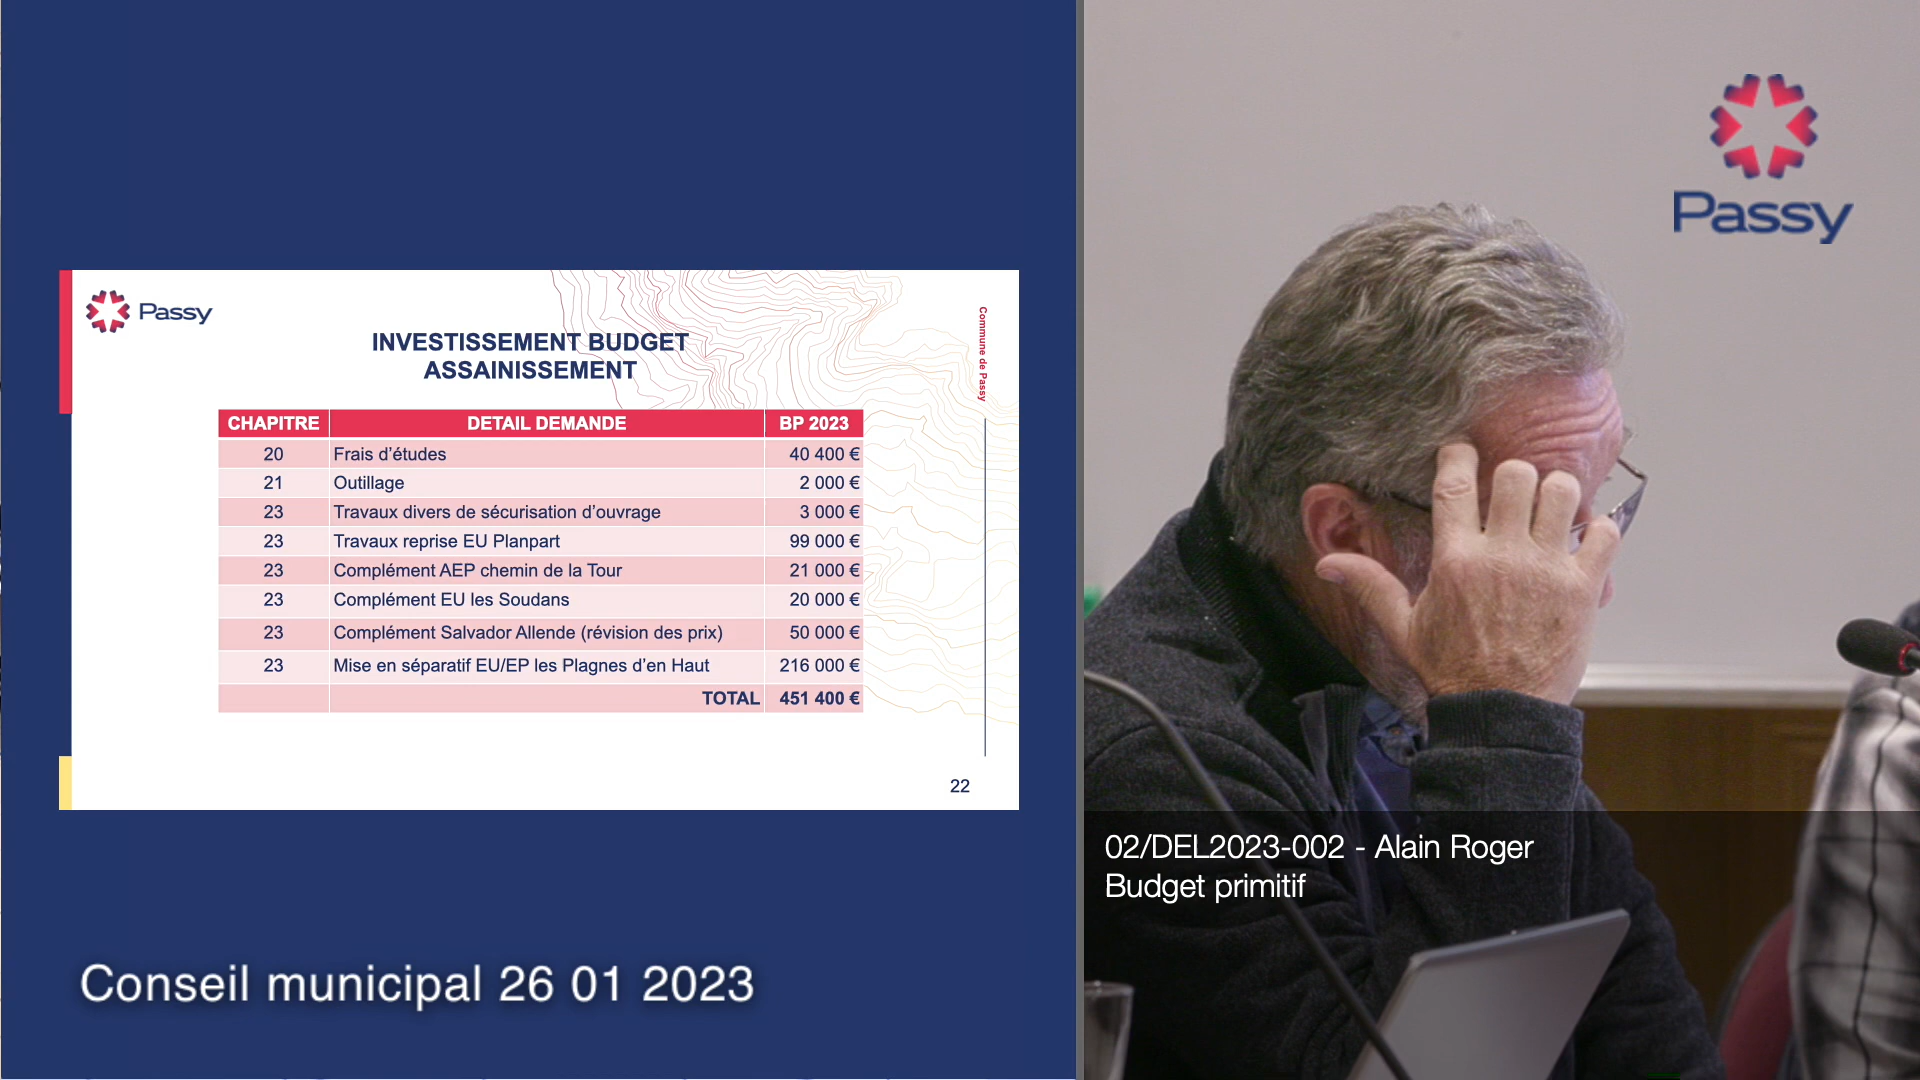 Passy
INVESTISSEMENT BUDGET
ASSAINISSEMENT
Commune de Passy
CHAPITRE DETAIL DEMANDE BP 2023
20 Frais d’études 40 400 €
21 Outillage 2 000 €
23 Travaux divers de sécurisation d’ouvrage 3 000 €
23 Travaux reprise EU Planpart 99 000 €
23 Complément AEP chemin de la Tour 21 000 €
23 Complément EU les Soudans 20 000 €
23 Complément Salvador Allende (révision des prix) 50 000 €
23 Mise en séparatif EU/EP les Plagnes d’en Haut 216 000 €
TOTAL 451 400 €
22
Conseil municipal 26 01 2023
Passy
02/DEL2023-002 - Alain Roger
Budget primitif